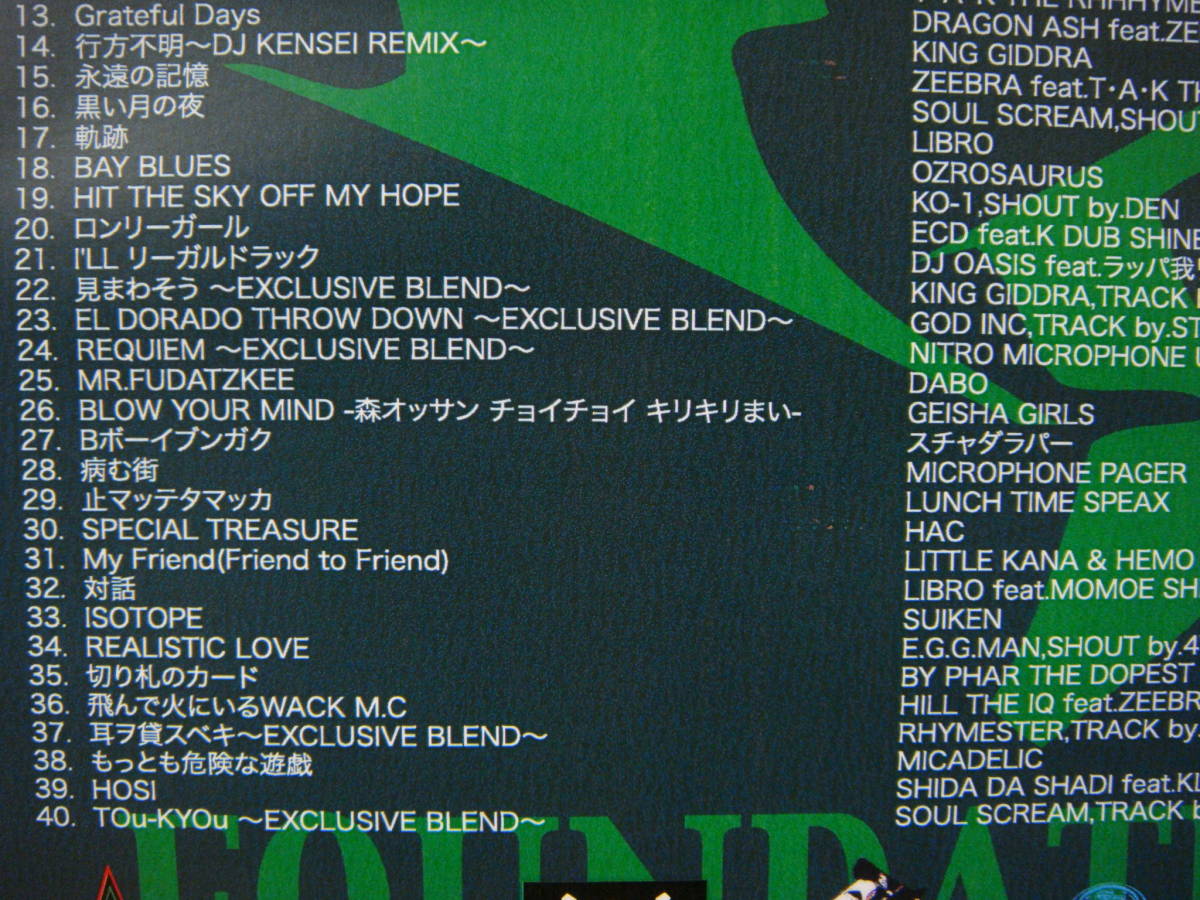 13. Grateful Days DRAGON ASH feat.ZE
14. 行方不明～DJ KENSEI REMIX～ KING GIDDRA
15. 永遠の記憶 ZEEBRA feat.T・A・K TH
16. 黒い月の夜 SOUL SCREAM,SHOUT
17. 軌跡 LIBRO
18. BAY BLUES OZROSAURUS
19. HIT THE SKY OFF MY HOPE KO-1,SHOUT by.DEN
20. ロンリーガール ECD feat.K DUB SHINE
21. I'LL リーガルドラック DJ OASIS feat.ラッパ我
22. 見まわそう ～EXCLUSIVE BLEND～ KING GIDDRA,TRACK
23. EL DORADO THROW DOWN ～EXCLUSIVE BLEND～ GOD INC,TRACK by.ST
24. REQUIEM ～EXCLUSIVE BLEND～ NITRO MICROPHONE U
25. MR.FUDATZKEE DABO
26. BLOW YOUR MIND -森オッサン チョイチョイ キリキリまい- GEISHA GIRLS
27. Bボーイブンガク スチャダラパー
28. 病む街 MICROPHONE PAGER
29. 止マッテタマッカ LUNCH TIME SPEAX
30. SPECIAL TREASURE HAC
31. My Friend(Friend to Friend) LITTLE KANA & HEMO
32. 対話 LIBRO feat.MOMOE SH
33. ISOTOPE SUIKEN
34. REALISTIC LOVE E.G.G.MAN,SHOUT by.4
35. 切り札のカード BY PHAR THE DOPEST
36. 飛んで火にいるWACK M.C HILL THE IQ feat.ZEEBR
37. 耳ヲ貸スベキ～EXCLUSIVE BLEND～ RHYMESTER,TRACK by.
38. もっとも危険な遊戯 MICADELIC
39. HOSI SHIDA DA SHADI feat.KL
40. TOu-KYOu ～EXCLUSIVE BLEND～ SOUL SCREAM,TRACK b
FOUNDAT